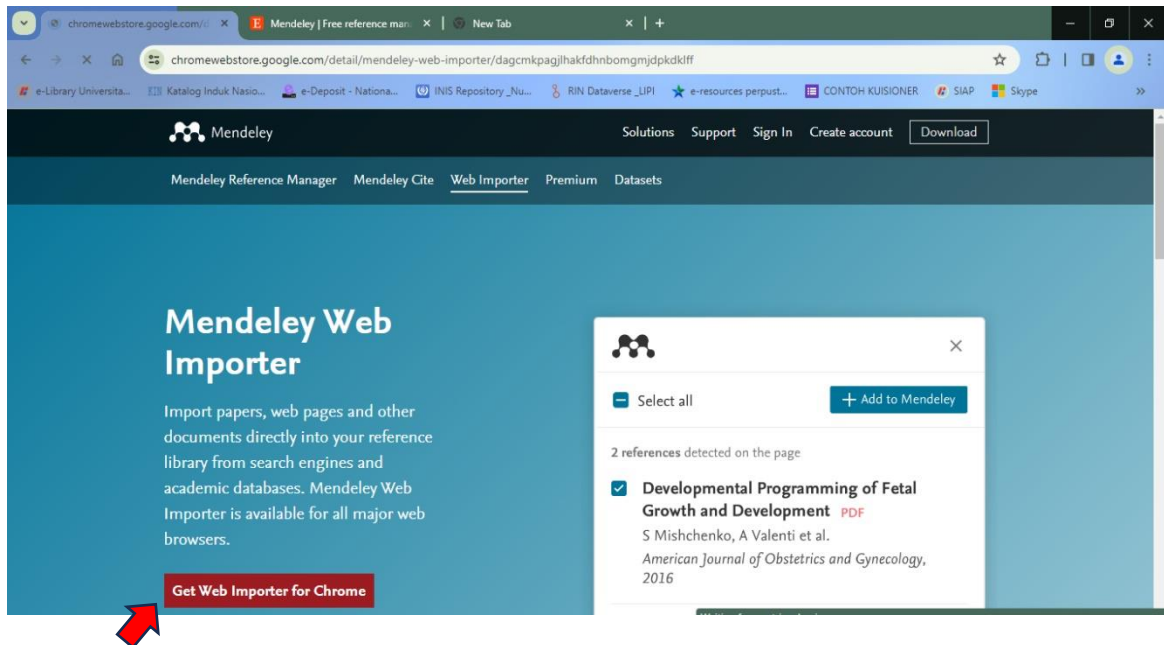 chromewebstore.google.com/d
Mendeley | Free reference man
New Tab
chromewebstore.google.com/detail/mendeley-web-importer/dagcmkpagjlhakfdhnbomgmjdpkdklff
e-Library Universita...
Katalog Induk Nasio...
e-Deposit - Nationa...
INIS Repository _Nu...
RIN Dataverse _LIPI
e-resources perpust...
CONTOH KUISIONER
SIAP
Skype
Mendeley
Solutions
Support
Sign In
Create account
Download
Mendeley Reference Manager
Mendeley Cite
Web Importer
Premium
Datasets
Mendeley Web
Importer
Import papers, web pages and other
documents directly into your reference
library from search engines and
academic databases. Mendeley Web
Importer is available for all major web
browsers.
Get Web Importer for Chrome
Select all
+ Add to Mendeley
2 references detected on the page
Developmental Programming of Fetal
Growth and Development PDF
S Mishchenko, A Valenti et al.
American Journal of Obstetrics and Gynecology,
2016